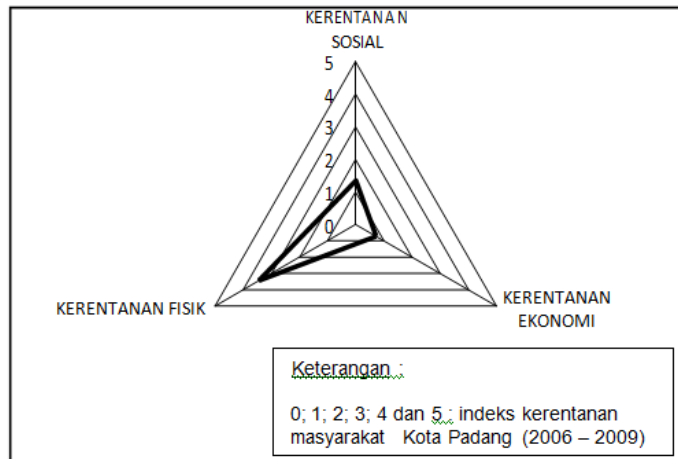 KERENTANAN
SOSIAL
5
4
3
2
1
0
KERENTANAN FISIK
KERENTANAN
EKONOMI
Keterangan :
0; 1; 2; 3; 4 dan 5 : indeks kerentanan
masyarakat Kota Padang (2006 – 2009)